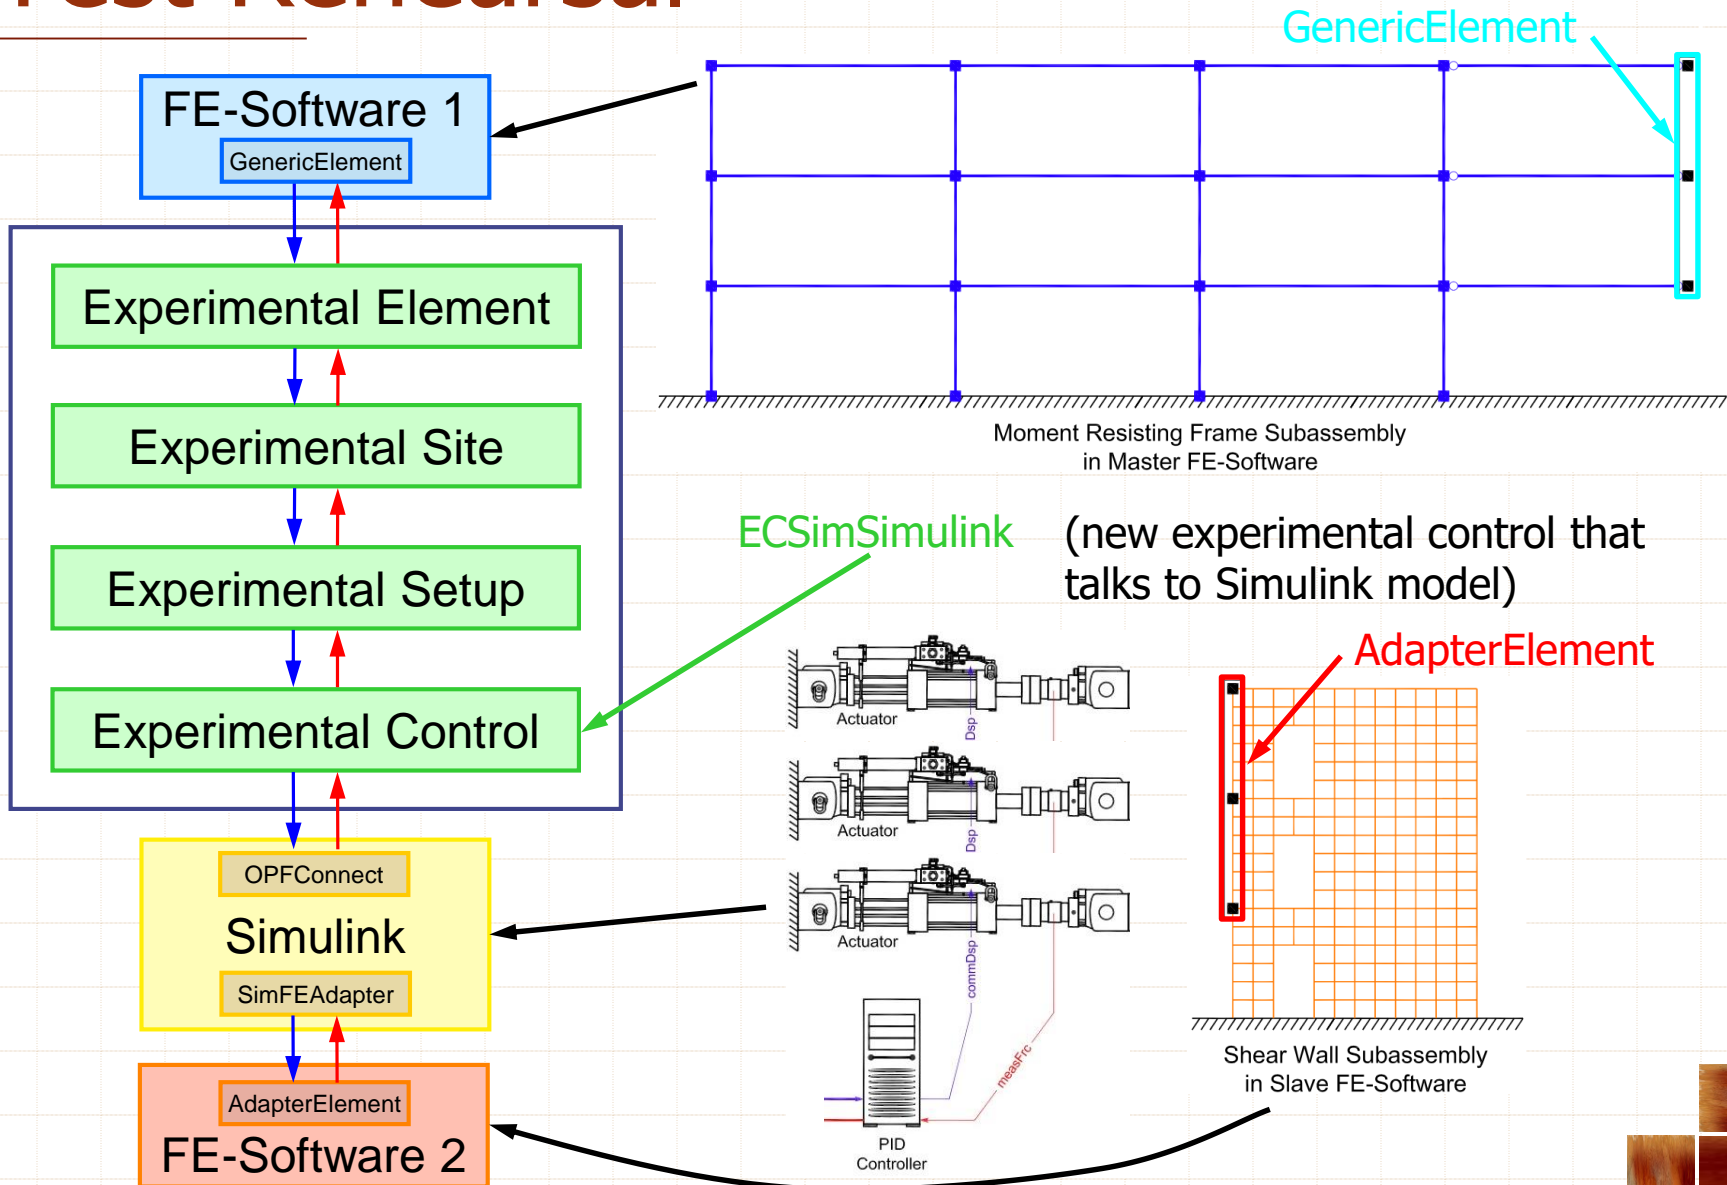 Test Rehearsal
GenericElement
FE-Software 1
GenericElement
Experimental Element
Experimental Site
Experimental Setup
Experimental Control
OPFConnect
Simulink
SimFEAdapter
AdapterElement
FE-Software 2
Moment Resisting Frame Subassembly
in Master FE-Software
ECSimSimulink
(new experimental control that
talks to Simulink model)
AdapterElement
Actuator
Dsp
Actuator
Dsp
Actuator
commDsp
measFrc
PID
Controller
Shear Wall Subassembly
in Slave FE-Software